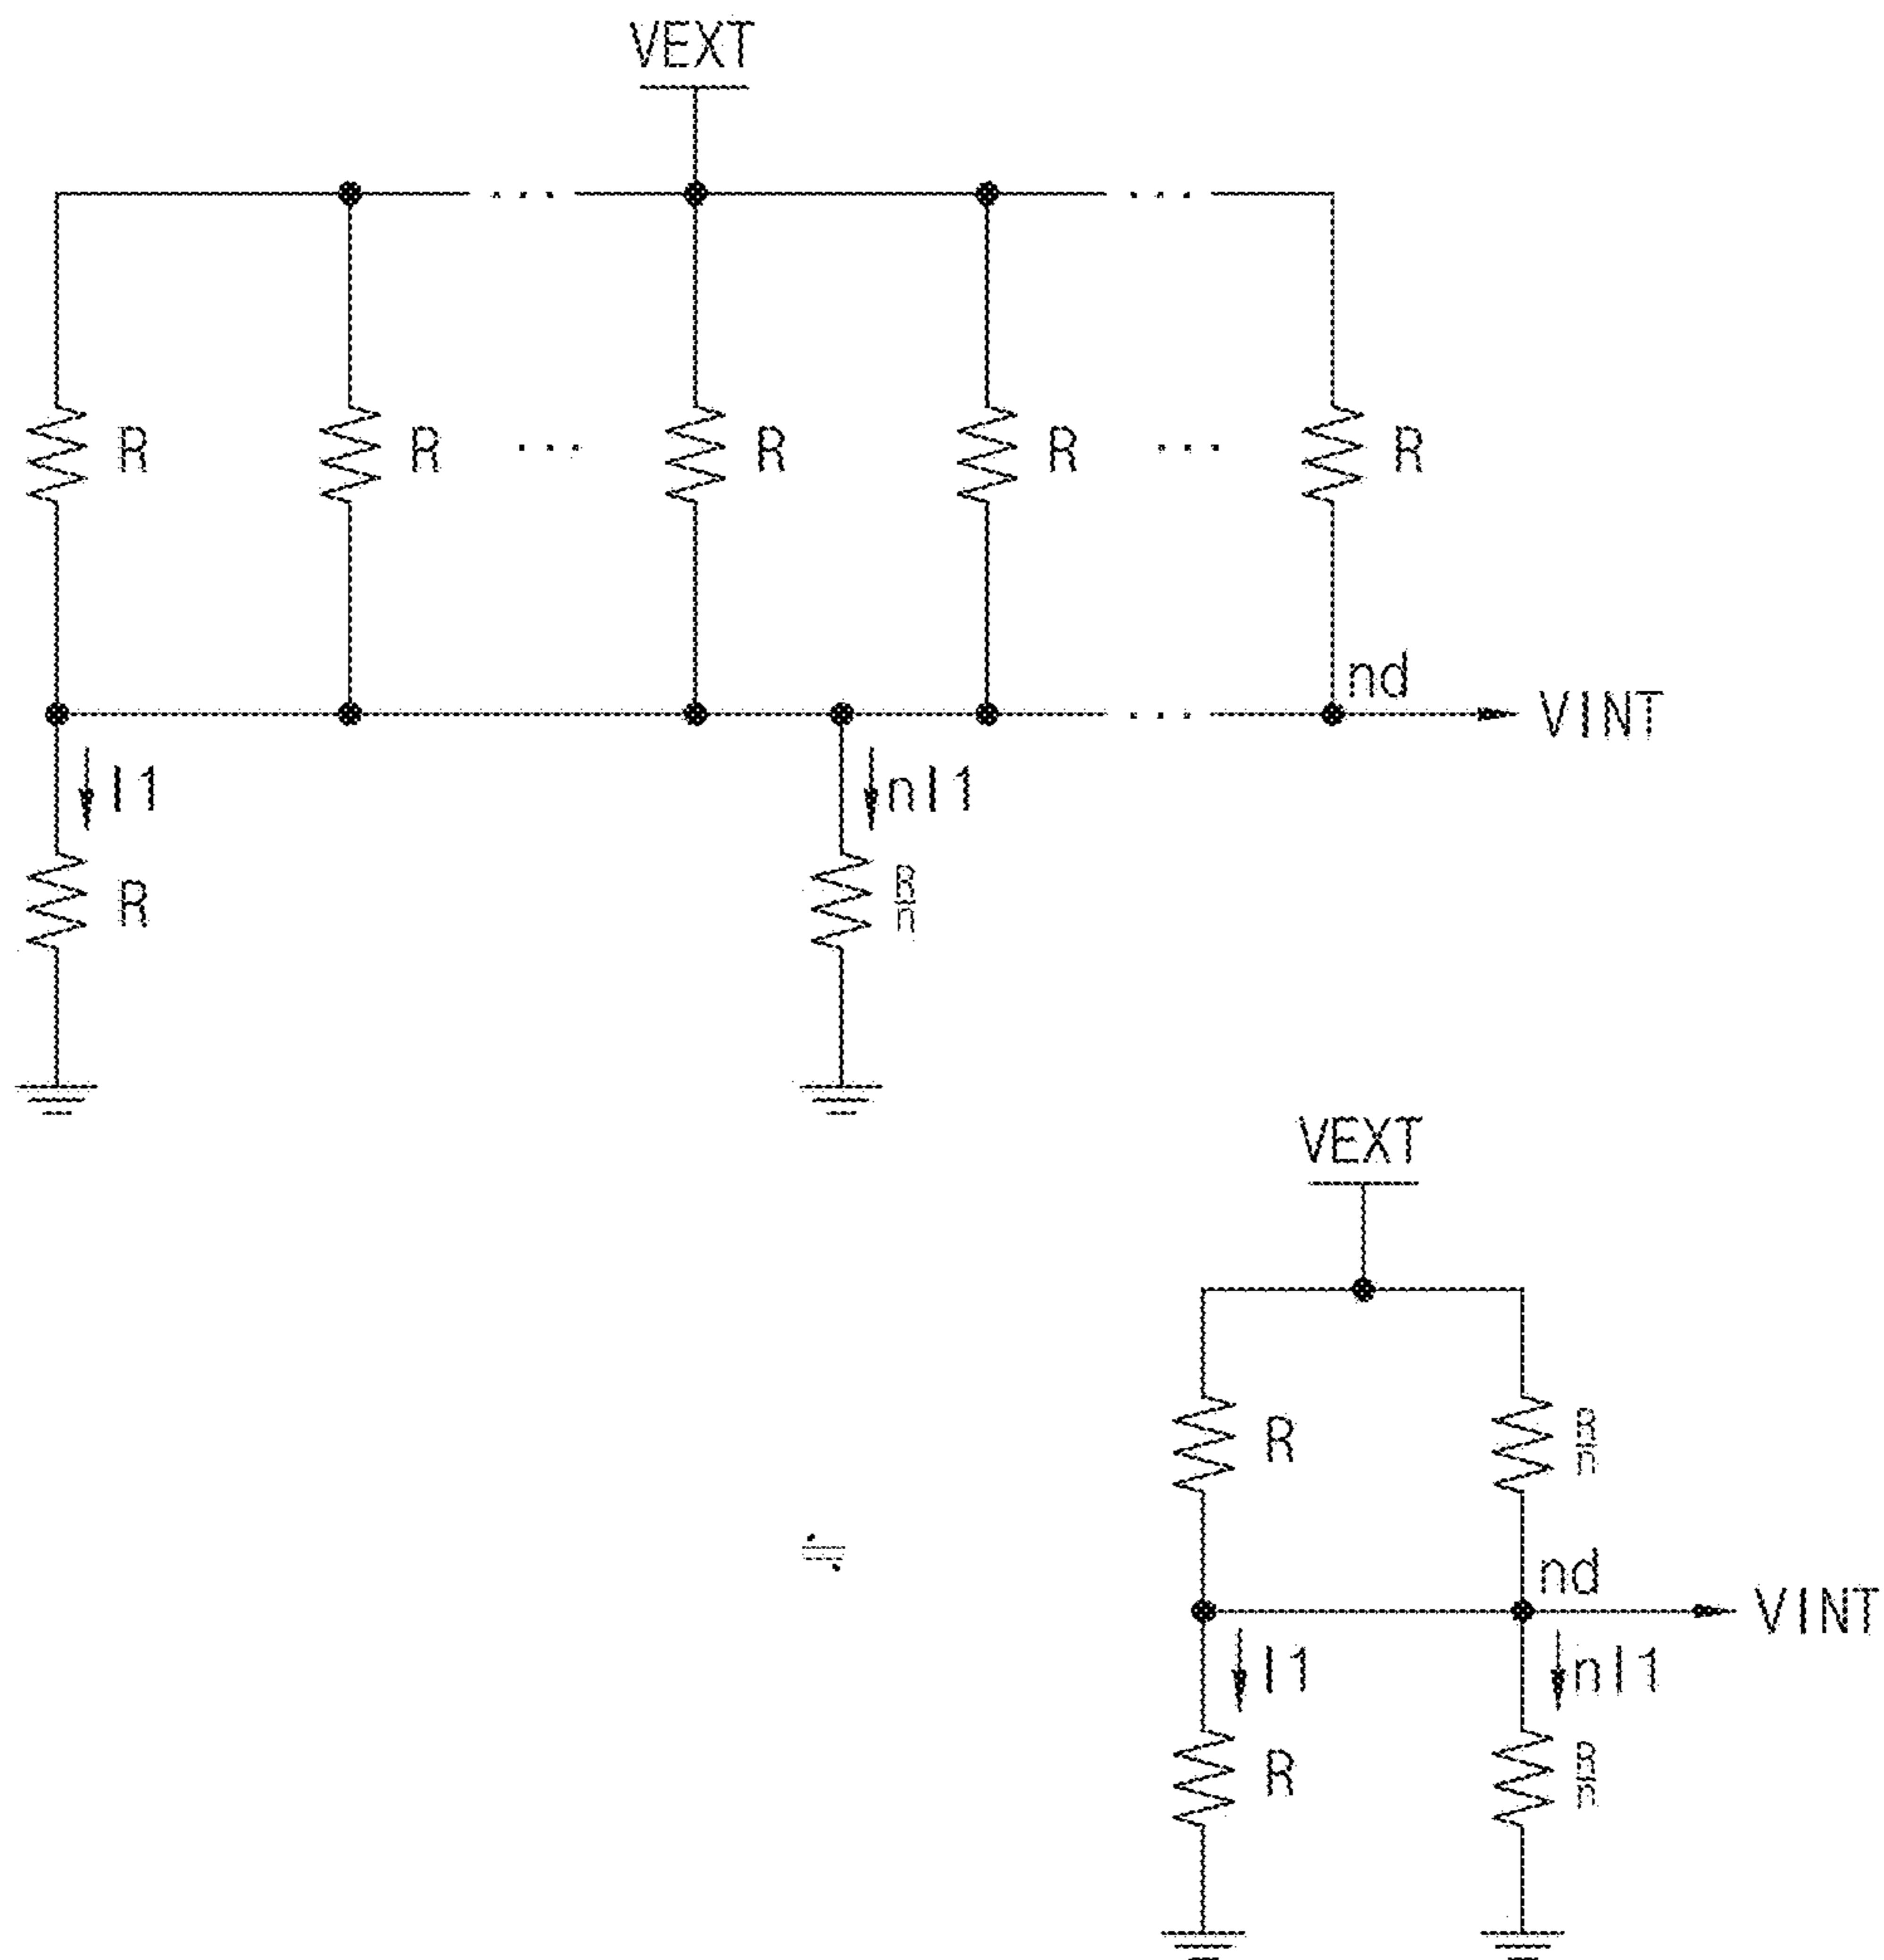 VEXT
R R ... R R ... R
nd
VINT
I1 nI1
R R/n
VEXT
R R/n
≒
nd
VINT
I1 nI1
R R/n